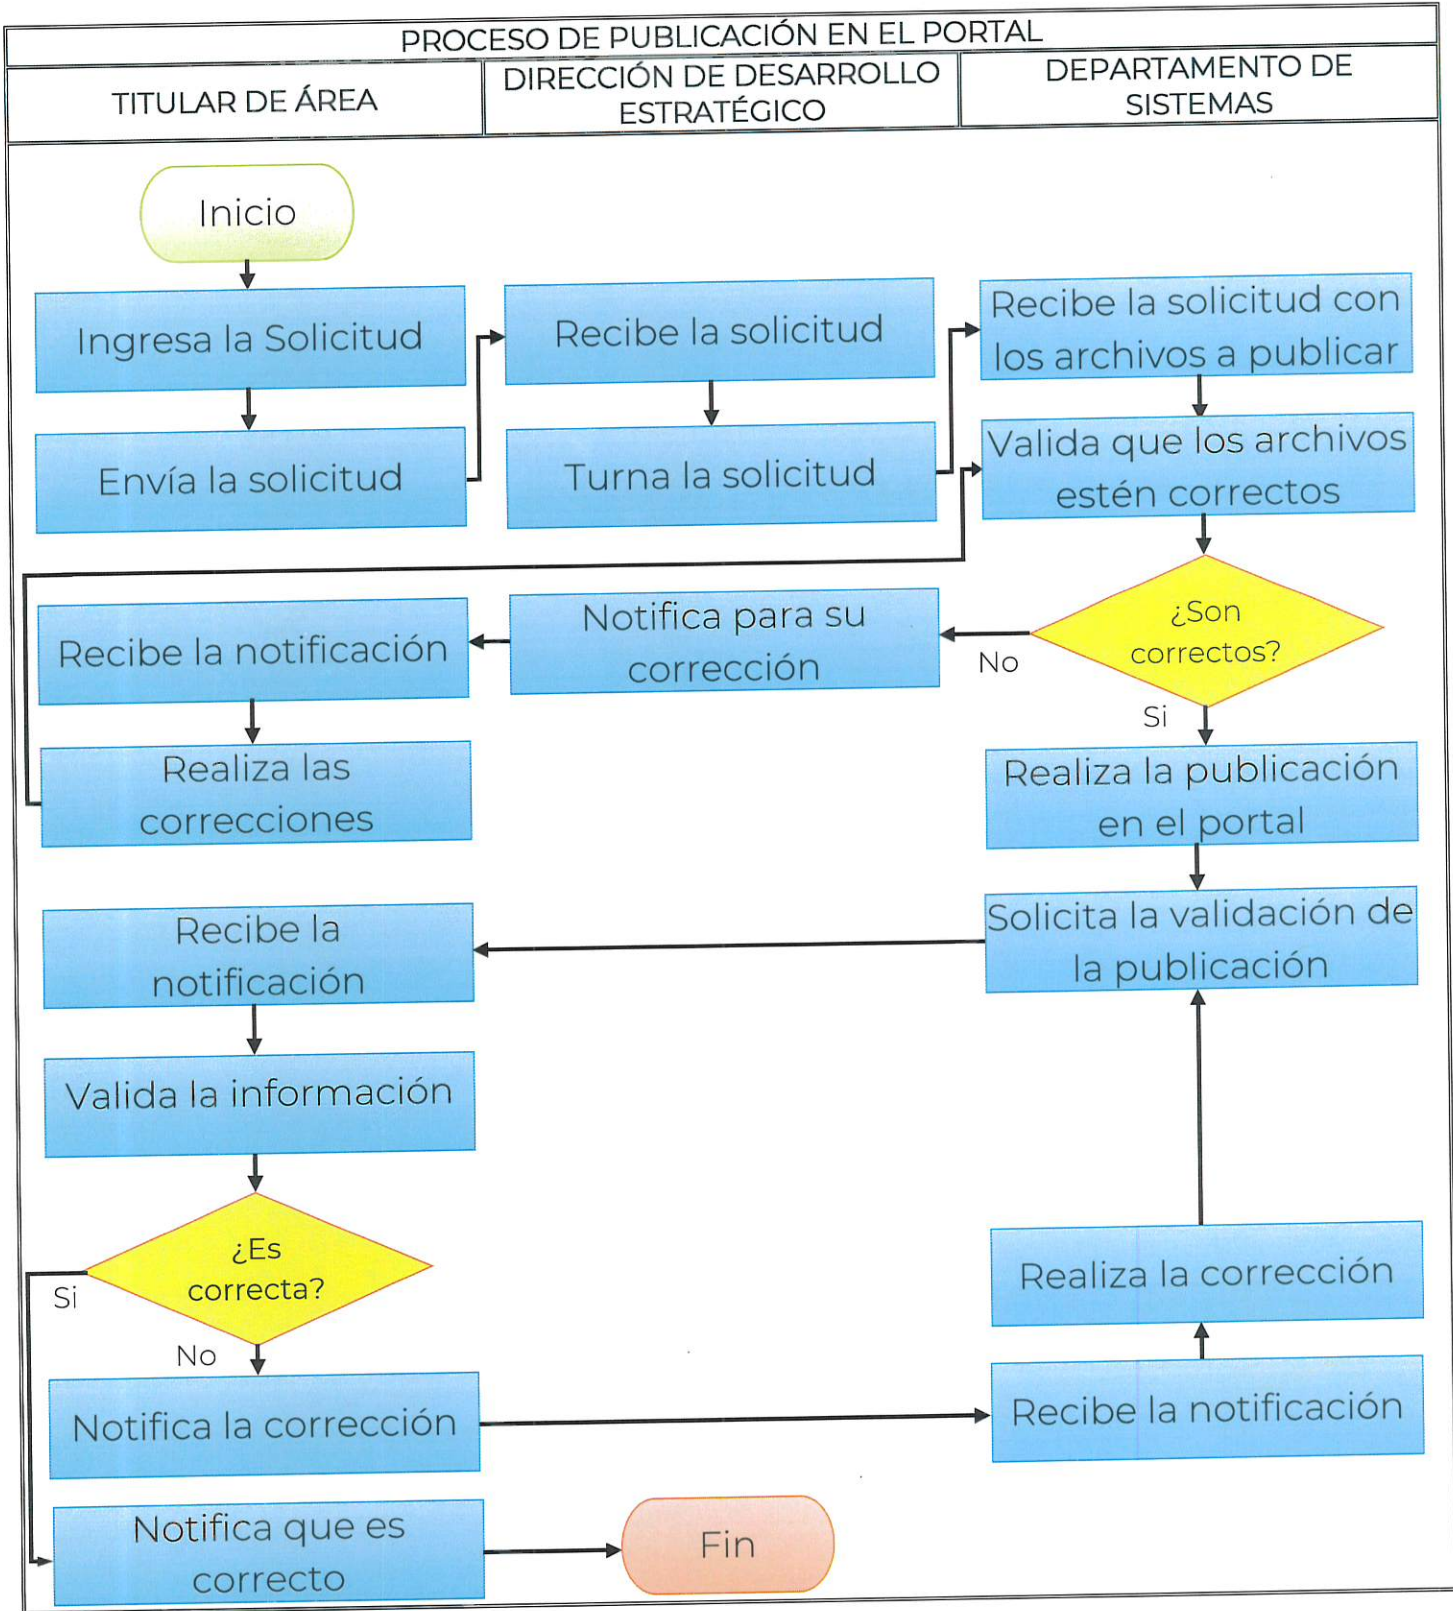 PROCESO DE PUBLICACIÓN EN EL PORTAL
TITULAR DE ÁREA
DIRECCIÓN DE DESARROLLO
ESTRATÉGICO
DEPARTAMENTO DE
SISTEMAS
Inicio
Ingresa la Solicitud
Recibe la solicitud
Recibe la solicitud con
los archivos a publicar
Envía la solicitud
Turna la solicitud
Valida que los archivos
estén correctos
Recibe la notificación
Notifica para su
corrección
No
¿Son
correctos?
Si
Realiza las
correcciones
Realiza la publicación
en el portal
Recibe la
notificación
Solicita la validación de
la publicación
Valida la información
¿Es
correcta?
Si
No
Realiza la corrección
Notifica la corrección
Recibe la notificación
Notifica que es
correcto
Fin